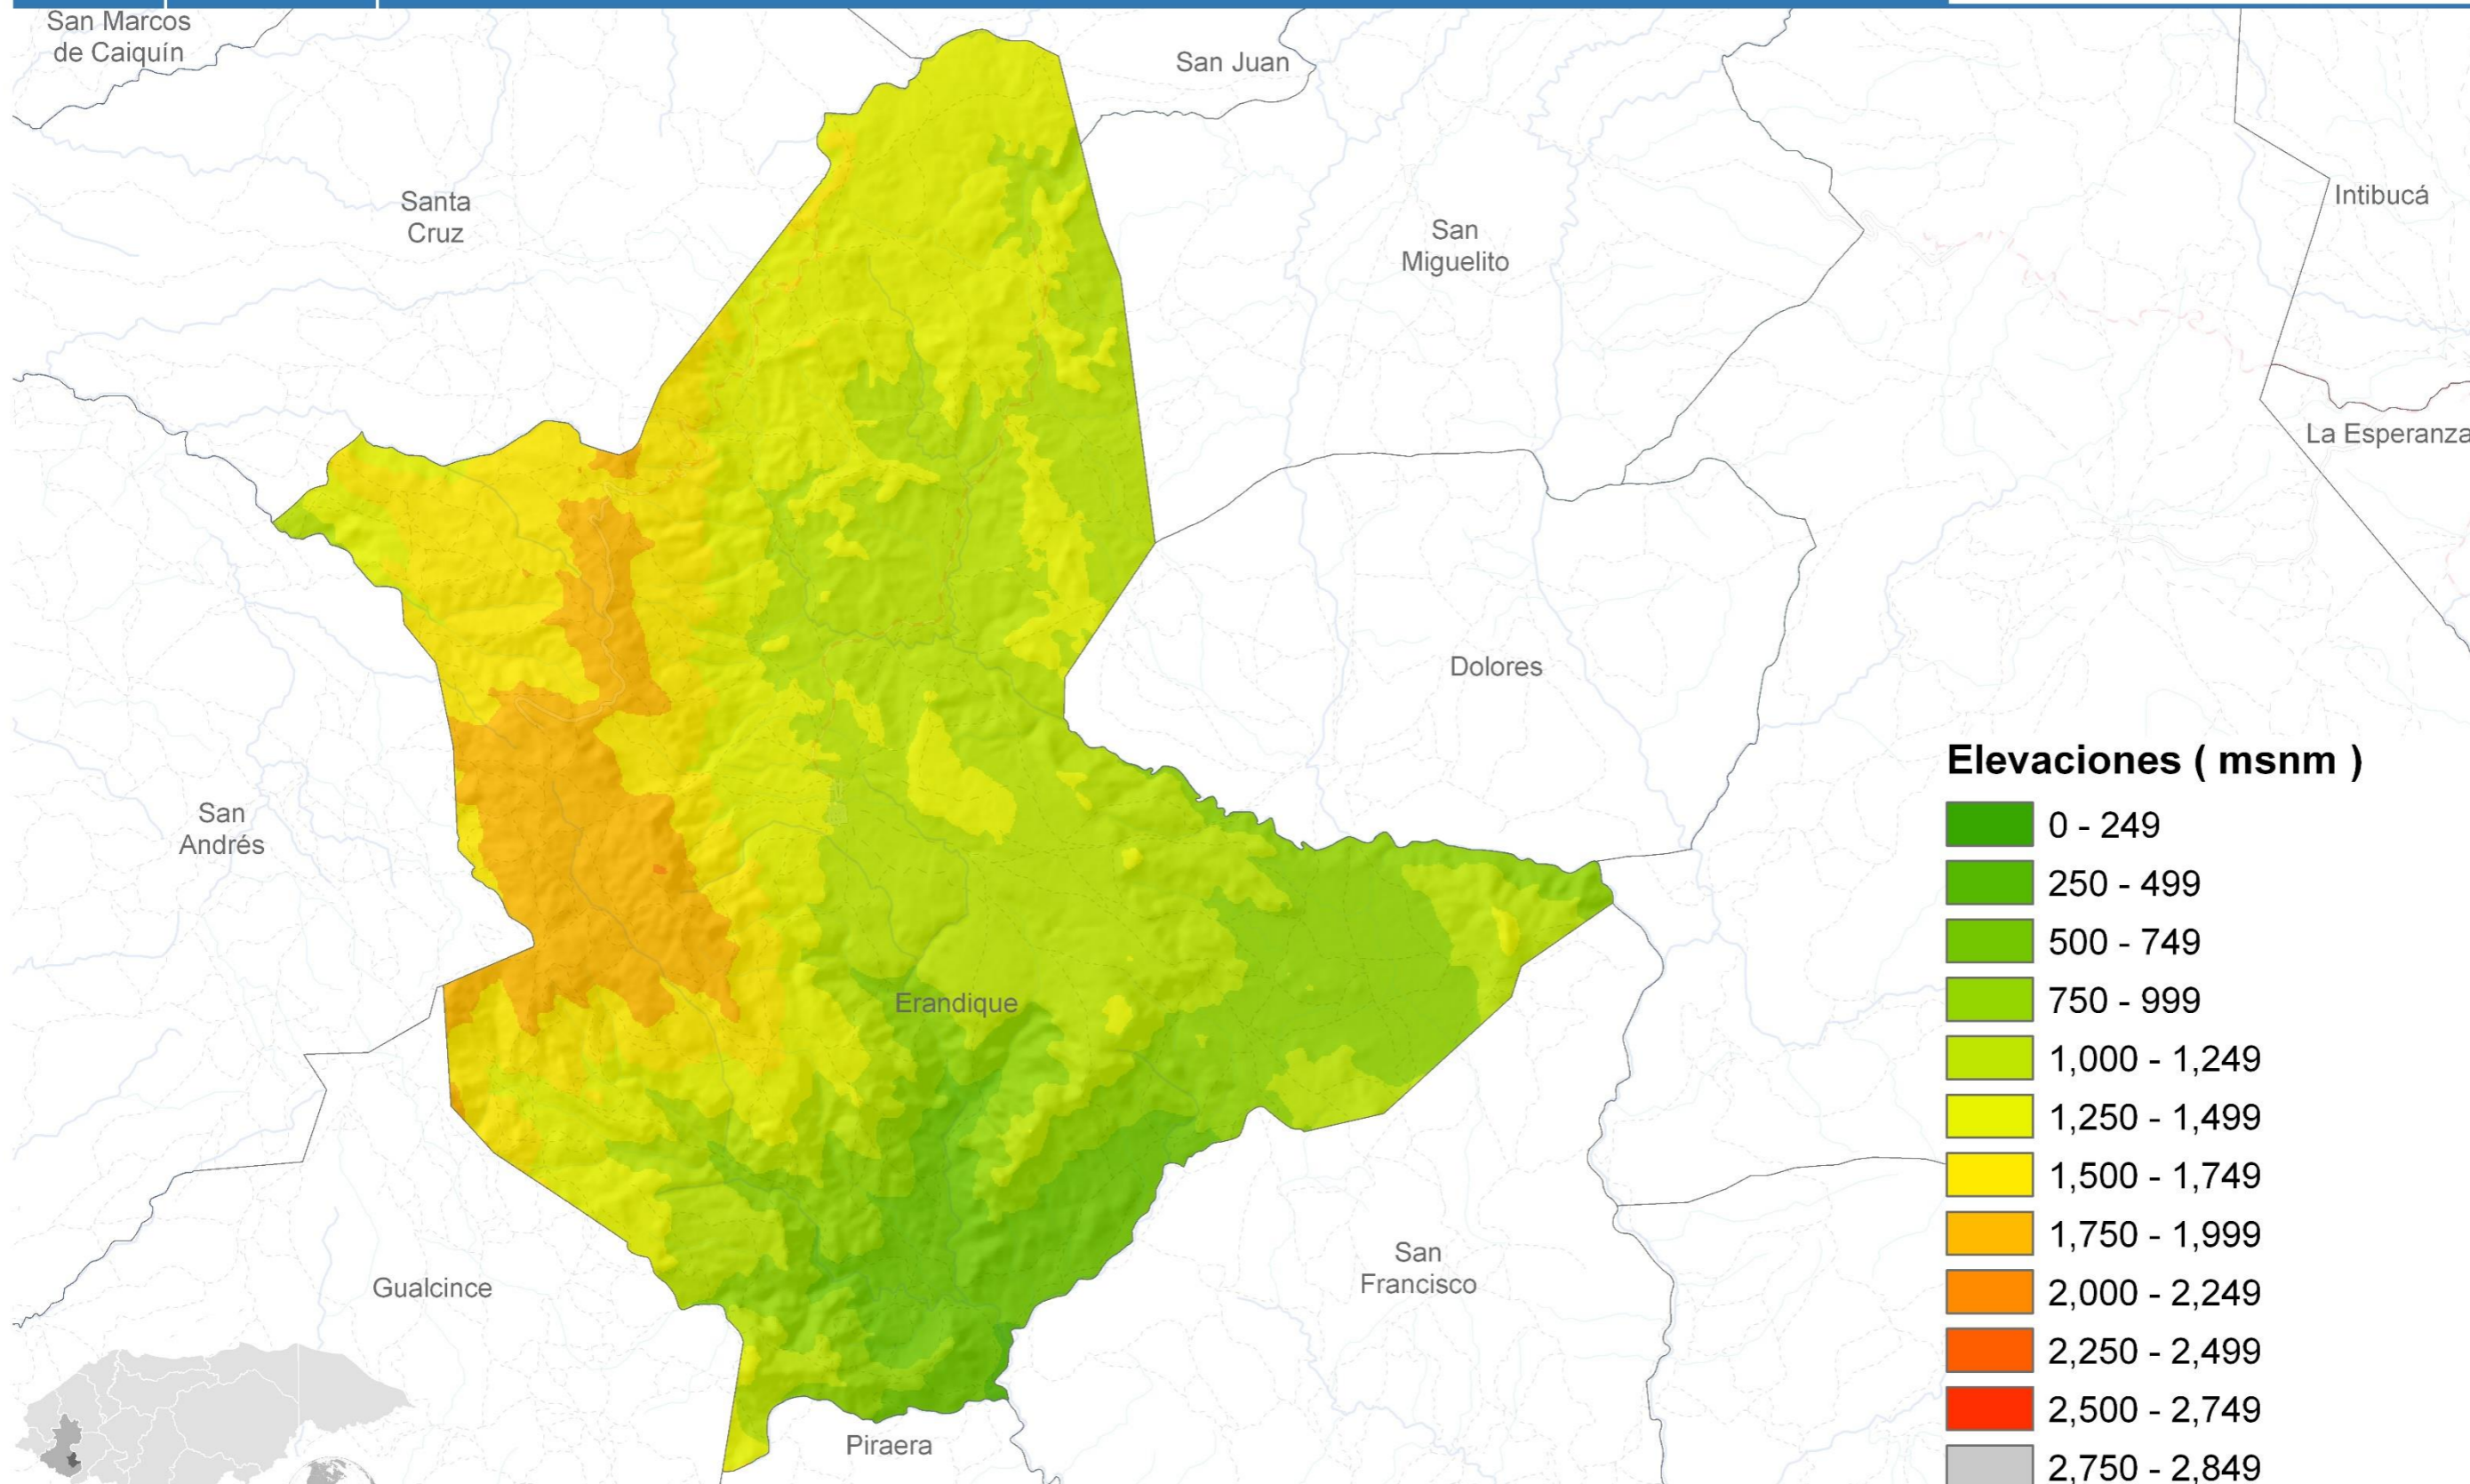 San Marcos
de Caiquín
San Juan
Santa
Cruz
San
Miguelito
Intibucá
La Esperanza
Dolores
San
Andrés
Erandique
San
Francisco
Gualcince
Piraera
Elevaciones ( msnm )
0 - 249
250 - 499
500 - 749
750 - 999
1,000 - 1,249
1,250 - 1,499
1,500 - 1,749
1,750 - 1,999
2,000 - 2,249
2,250 - 2,499
2,500 - 2,749
2,750 - 2,849